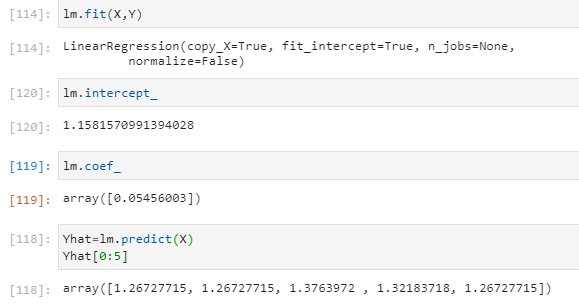 [114]: lm.fit(X,Y)
[114]: LinearRegression(copy_X=True, fit_intercept=True, n_jobs=None,
normalize=False)
[120]: lm.intercept_
[120]: 1.1581570991394028
[119]: lm.coef_
[119]: array([0.05456003])
[118]: Yhat=lm.predict(X)
Yhat[0:5]
[118]: array([1.26727715, 1.26727715, 1.3763972 , 1.32183718, 1.26727715])